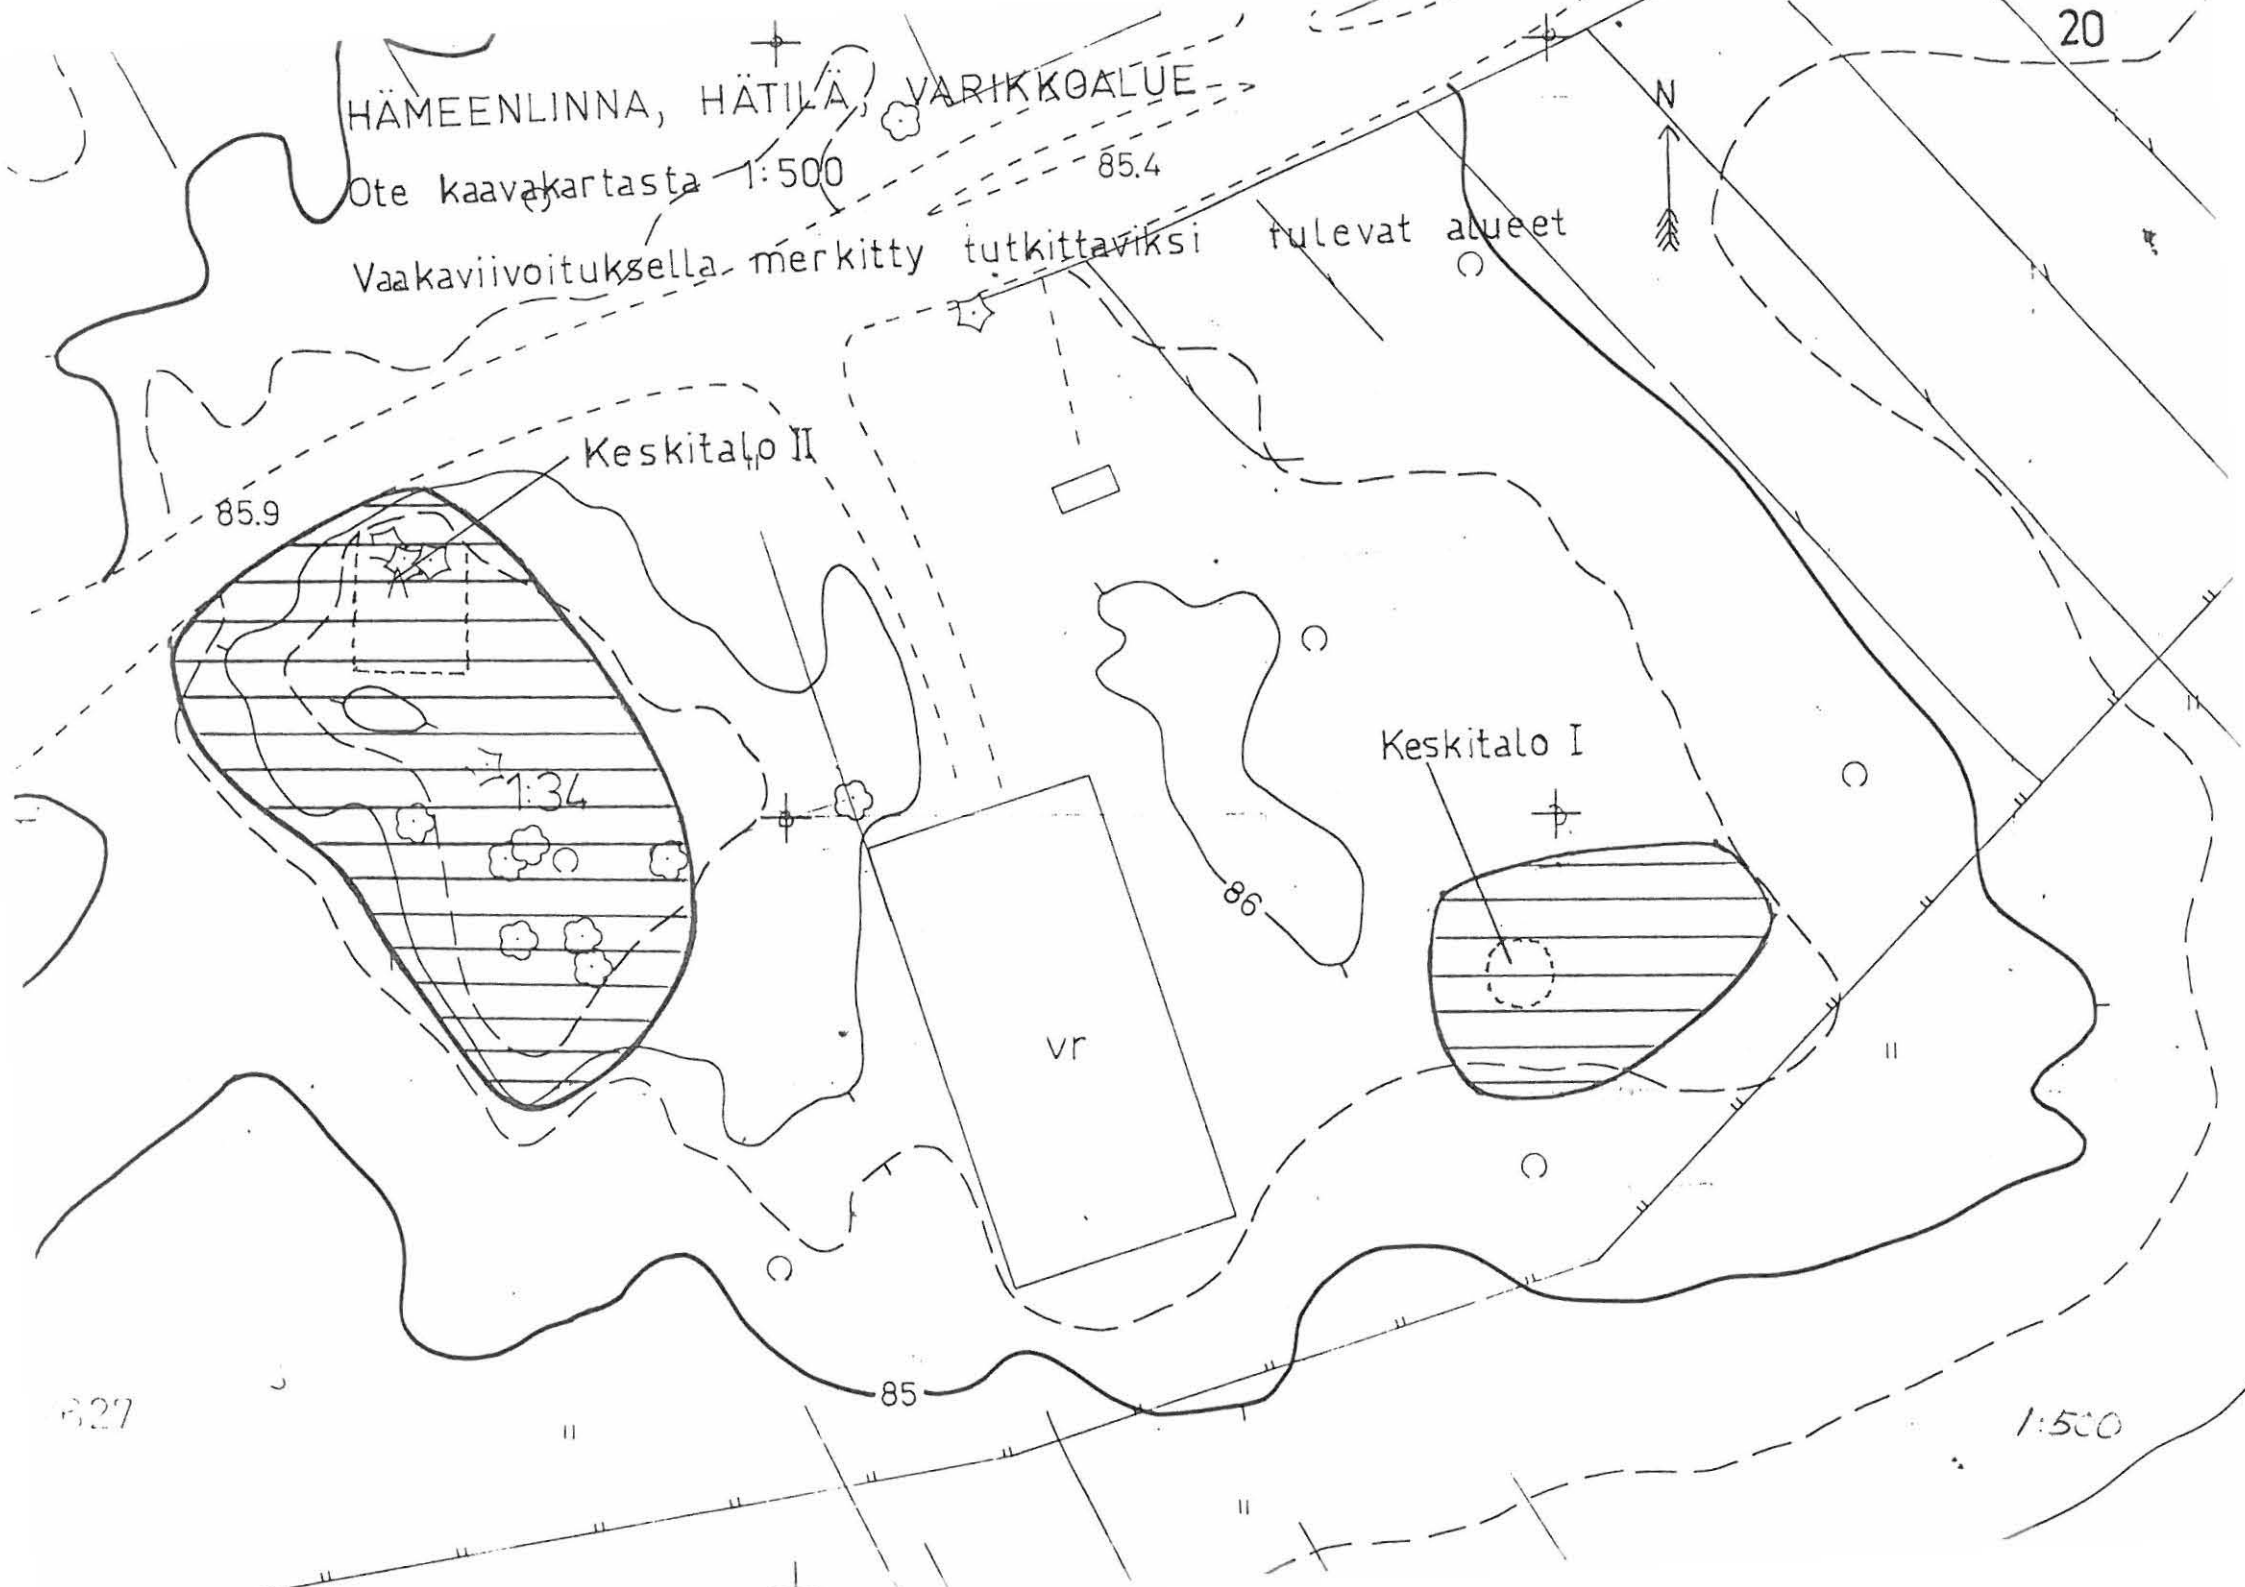 20
HÄMEENLINNA, HÄTILÄ, VARIKKOALUE
N
Ote kaavakartasta 1:500
85.4
Vaakaviivoituksella merkitty tutkittaviksi tulevat alueet
Keskitalo II
85.9
Keskitalo I
1:34
86
vr
85
627
1:500